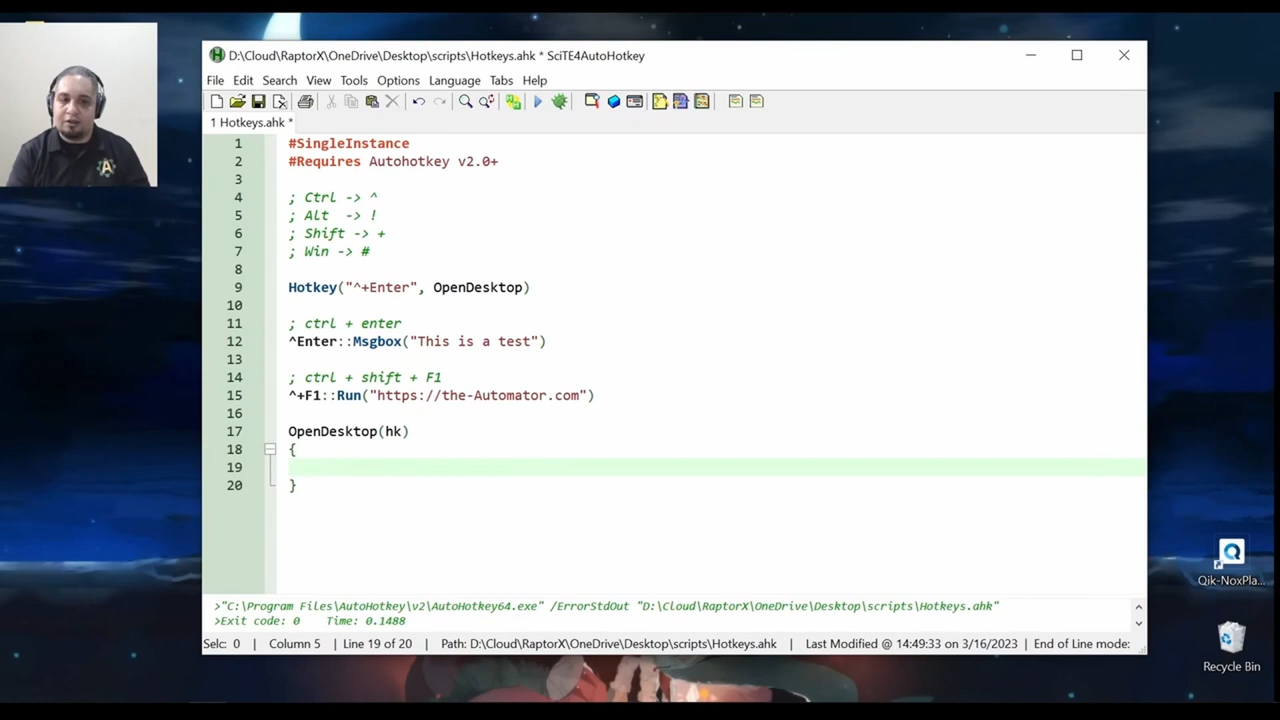 D:\Cloud\RaptorX\OneDrive\Desktop\scripts\Hotkeys.ahk * SciTE4AutoHotkey
File Edit Search View Tools Options Language Tabs Help
1 Hotkeys.ahk *
1 #SingleInstance
2 #Requires Autohotkey v2.0+
3
4 ; Ctrl -> ^
5 ; Alt -> !
6 ; Shift -> +
7 ; Win -> #
8
9 Hotkey("^+Enter", OpenDesktop)
10
11 ; ctrl + enter
12 ^Enter::Msgbox("This is a test")
13
14 ; ctrl + shift + F1
15 ^+F1::Run("https://the-Automator.com")
16
17 OpenDesktop(hk)
18 {
19
20 }
>"C:\Program Files\AutoHotkey\v2\AutoHotkey64.exe" /ErrorStdOut "D:\Cloud\RaptorX\OneDrive\Desktop\scripts\Hotkeys.ahk"
>Exit code: 0 Time: 0.1488
Selc: 0 | Column 5 | Line 19 of 20 | Path: D:\Cloud\RaptorX\OneDrive\Desktop\scripts\Hotkeys.ahk | Last Modified @ 14:49:33 on 3/16/2023 | End of Line mode:
Qik-NoxPla...
Recycle Bin